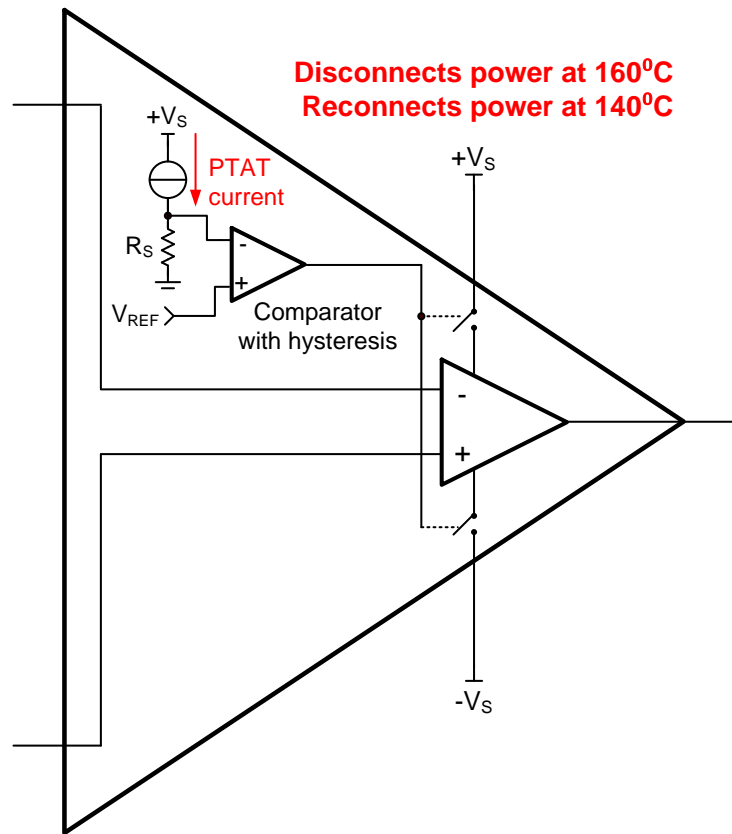 Disconnects power at 160⁰C
Reconnects power at 140⁰C
+VS
PTAT
current
RS
-
+
VREF
Comparator
with hysteresis
+VS
-
+
-VS